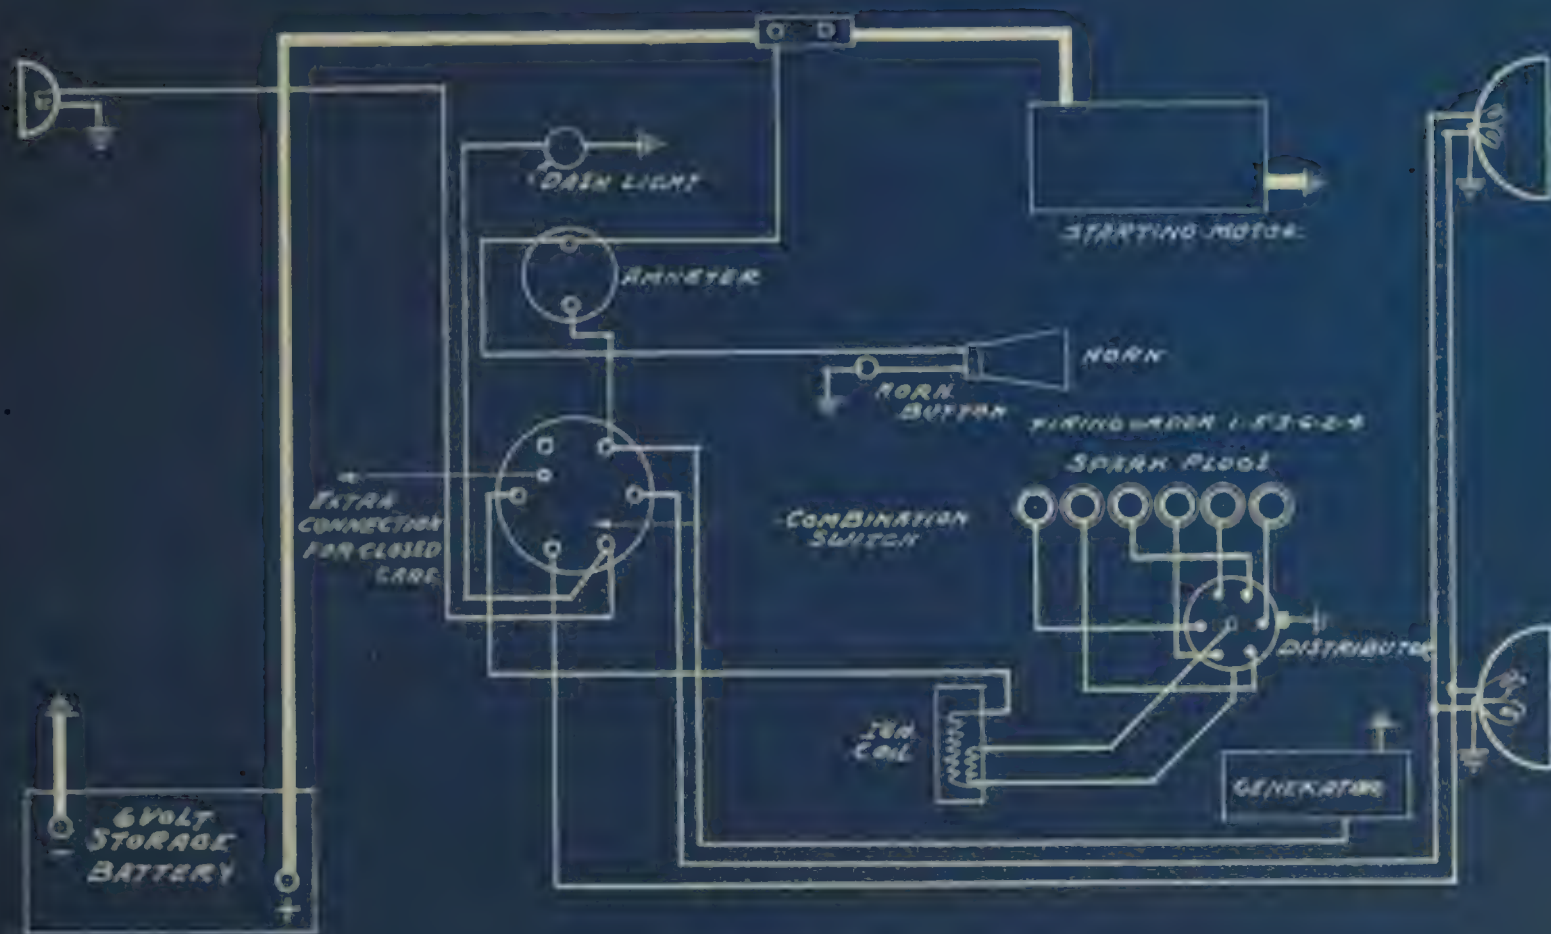 DASH LIGHT
STARTING MOTOR
AMMETER
HORN
HORN
BUTTON
FIRING ORDER 1-5-3-6-2-4
SPARK PLUGS
EXTRA
CONNECTION
FOR CLOSED
CARS
COMBINATION
SWITCH
DISTRIBUTOR
IGN
COIL
GENERATOR
6 VOLT
STORAGE
BATTERY
-
+